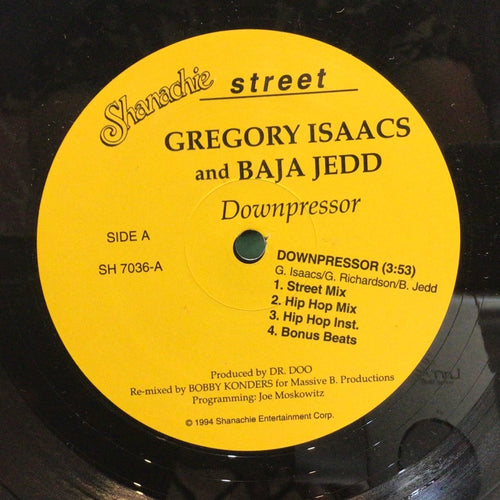 Shanachie street
GREGORY ISAACS
and BAJA JEDD
Downpressor
SIDE A
SH 7036-A
DOWNPRESSOR (3:53)
G. Isaacs/G. Richardson/B. Jedd
1. Street Mix
2. Hip Hop Mix
3. Hip Hop Inst.
4. Bonus Beats
Produced by DR. DOO
Re-mixed by BOBBY KONDERS for Massive B. Productions
Programming: Joe Moskowitz
© 1994 Shanachie Entertainment Corp.